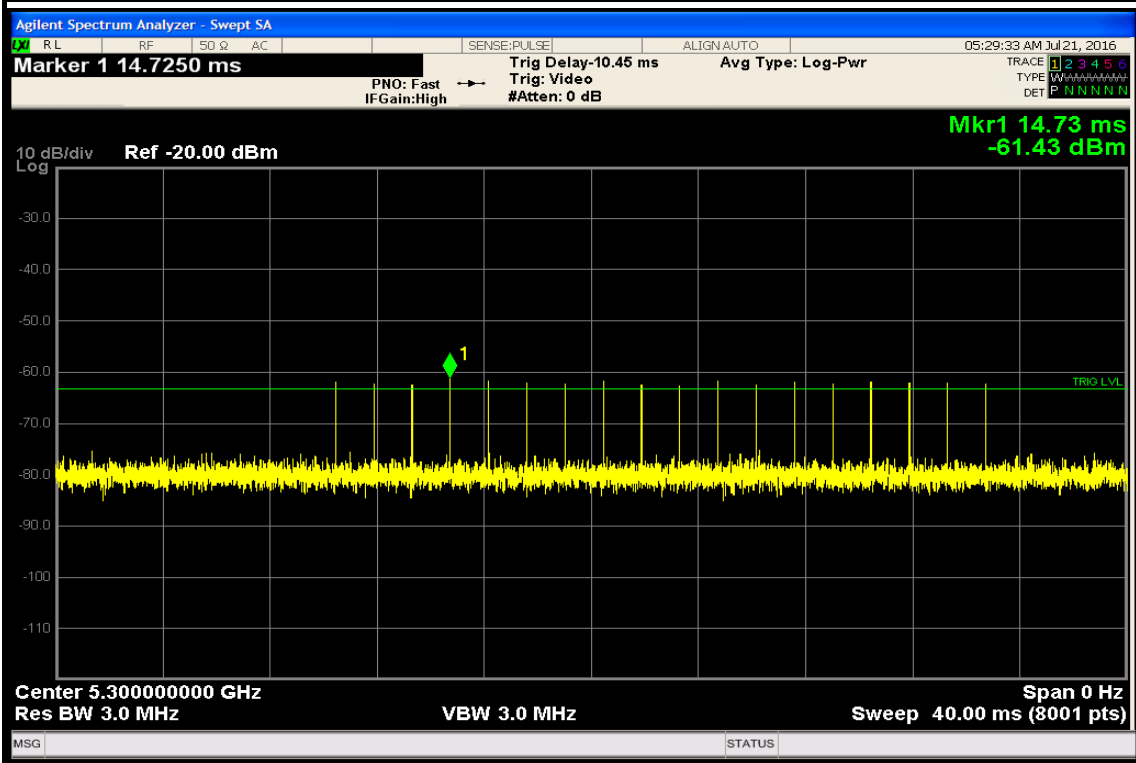 Agilent Spectrum Analyzer - Swept SA
LXI RL RF 50 Ω AC SENSE:PULSE ALIGN AUTO 05:29:33 AM Jul 21, 2016
Marker 1 14.7250 ms
PNO: Fast
IFGain:High
Trig Delay-10.45 ms
Trig: Video
#Atten: 0 dB
Avg Type: Log-Pwr
TRACE 1 2 3 4 5 6
TYPE WWWWWW
DET P N N N N N
Mkr1 14.73 ms
-61.43 dBm
10 dB/div Ref -20.00 dBm
Log
-30.0
-40.0
-50.0
1
-60.0
TRIG LVL
-70.0
-80.0
-90.0
-100
-110
Center 5.300000000 GHz Span 0 Hz
Res BW 3.0 MHz VBW 3.0 MHz Sweep 40.00 ms (8001 pts)
MSG STATUS